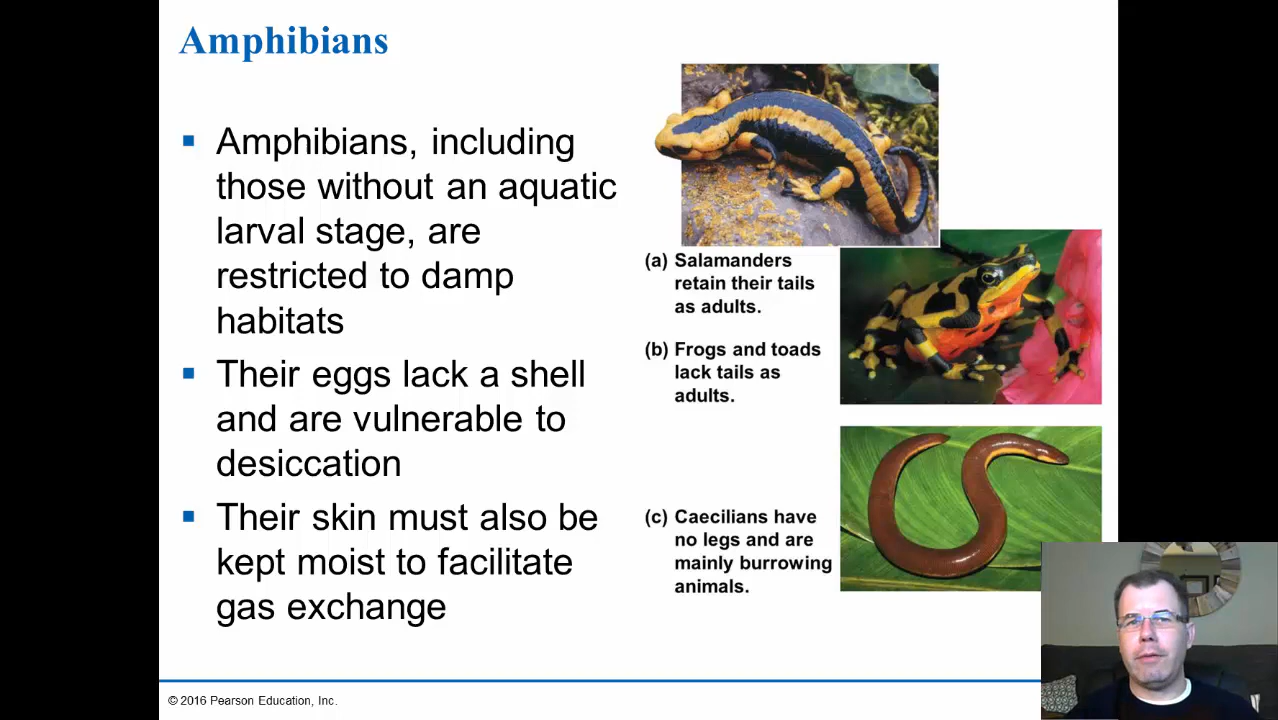 Amphibians
Amphibians, including
those without an aquatic
larval stage, are
restricted to damp
habitats
Their eggs lack a shell
and are vulnerable to
desiccation
Their skin must also be
kept moist to facilitate
gas exchange
(a) Salamanders
retain their tails
as adults.
(b) Frogs and toads
lack tails as
adults.
(c) Caecilians have
no legs and are
mainly burrowing
animals.
© 2016 Pearson Education, Inc.